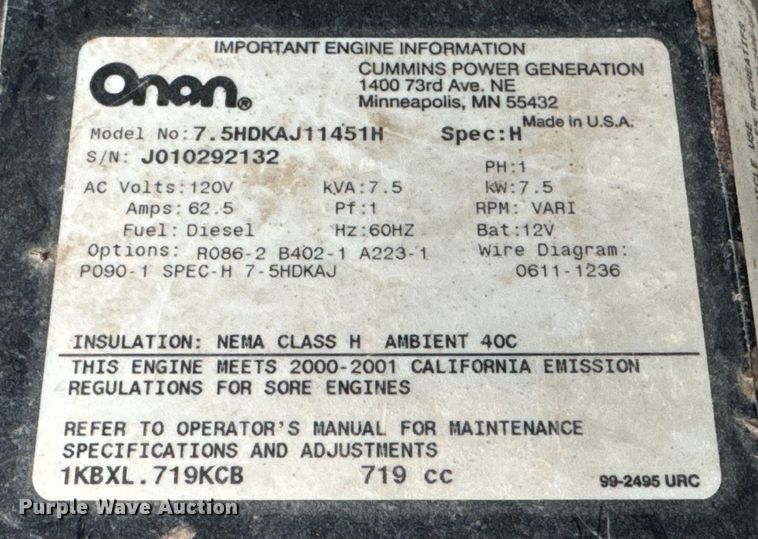 IMPORTANT ENGINE INFORMATION
Onan®
CUMMINS POWER GENERATION
1400 73rd Ave. NE
Minneapolis, MN 55432
Made in U.S.A.
Model No: 7.5HDKAJ11451H Spec: H
S/N: J010292132
PH: 1
AC Volts: 120V kVA: 7.5 kW: 7.5
Amps: 62.5 Pf: 1 RPM: VARI
Fuel: Diesel Hz: 60HZ Bat: 12V
Options: R086-2 B402-1 A223-1 Wire Diagram:
P090-1 SPEC-H 7-5HDKAJ 0611-1236
INSULATION: NEMA CLASS H AMBIENT 40C
THIS ENGINE MEETS 2000-2001 CALIFORNIA EMISSION
REGULATIONS FOR SORE ENGINES
REFER TO OPERATOR'S MANUAL FOR MAINTENANCE
SPECIFICATIONS AND ADJUSTMENTS
1KBXL.719KCB 719 cc
99-2495 URC
Purple Wave Auction